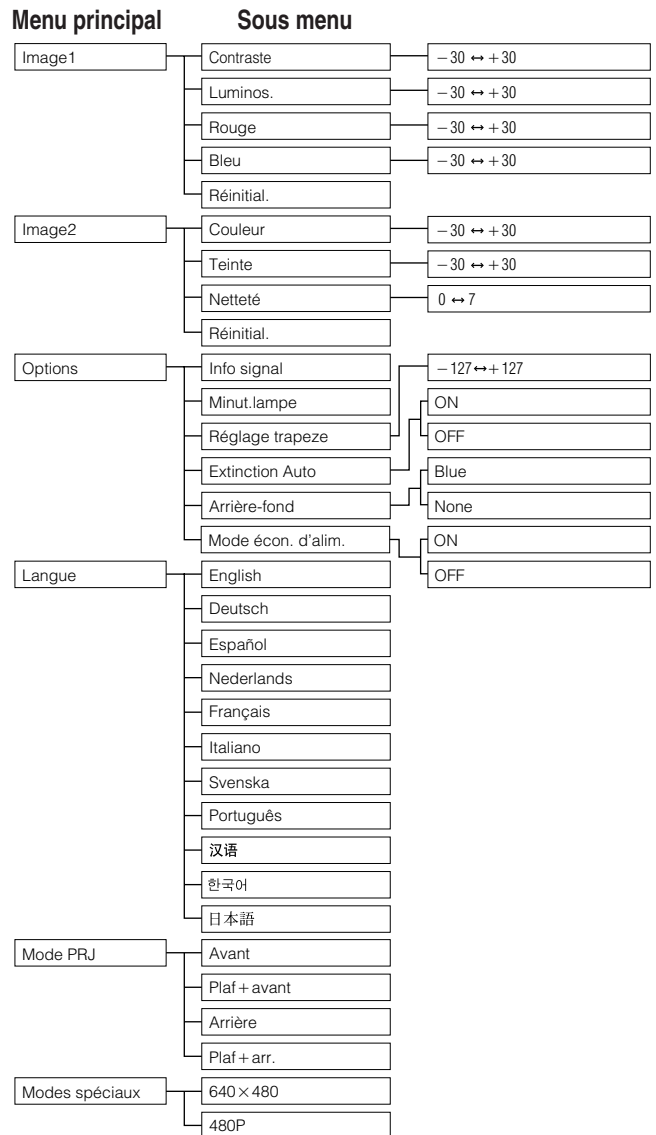 Menu principal Sous menu
Image1 Contraste −30 ↔ +30
Luminos. −30 ↔ +30
Rouge −30 ↔ +30
Bleu −30 ↔ +30
Réinitial.
Image2 Couleur −30 ↔ +30
Teinte −30 ↔ +30
Netteté 0 ↔ 7
Réinitial.
Options Info signal −127↔+127
Minut.lampe ON
Réglage trapeze OFF
Extinction Auto Blue
Arrière-fond None
Mode écon. d'alim. ON
Langue English OFF
Deutsch
Español
Nederlands
Français
Italiano
Svenska
Português
汉语
한국어
日本語
Mode PRJ Avant
Plaf+avant
Arrière
Plaf+arr.
Modes spéciaux 640×480
480P